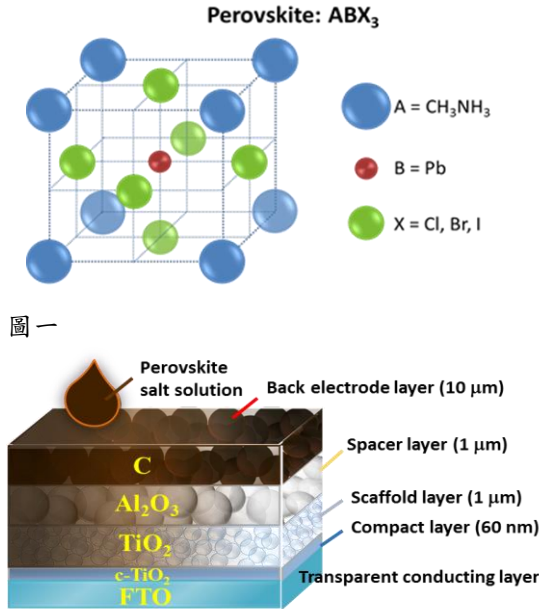 Perovskite: ABX₃
A = CH₃NH₃
B = Pb
X = Cl, Br, I
圖一
Perovskite
salt solution
Back electrode layer (10 μm)
Spacer layer (1 μm)
C
Al₂O₃
Scaffold layer (1 μm)
TiO₂
Compact layer (60 nm)
c-TiO₂
Transparent conducting layer
FTO